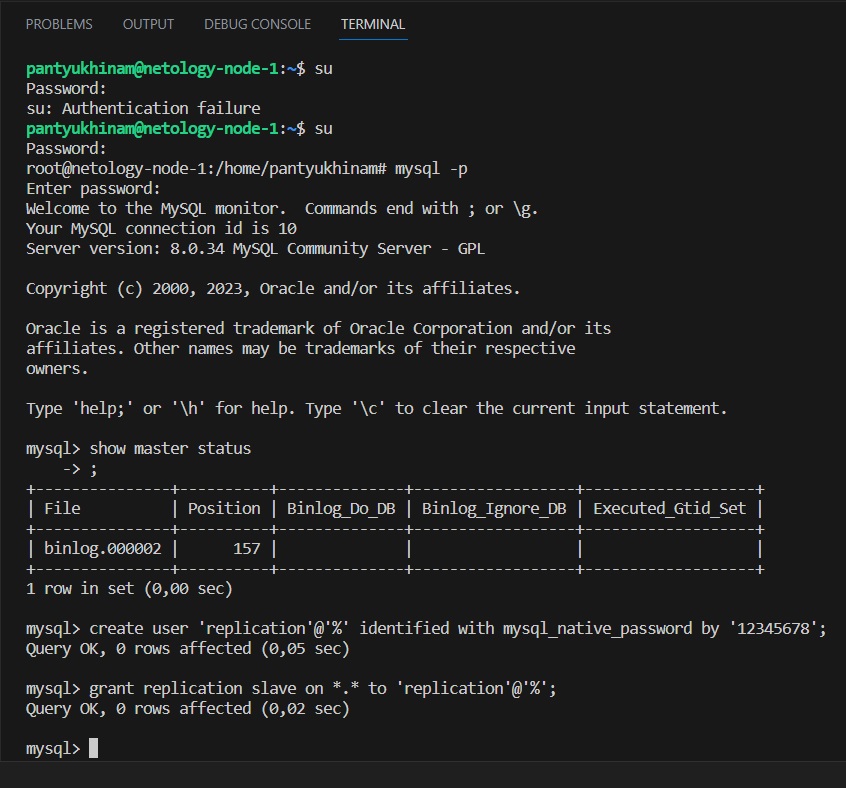 PROBLEMS OUTPUT DEBUG CONSOLE TERMINAL
pantyukhinam@netology-node-1:~$ su
Password:
su: Authentication failure
pantyukhinam@netology-node-1:~$ su
Password:
root@netology-node-1:/home/pantyukhinam# mysql -p
Enter password:
Welcome to the MySQL monitor.  Commands end with ; or \g.
Your MySQL connection id is 10
Server version: 8.0.34 MySQL Community Server - GPL
Copyright (c) 2000, 2023, Oracle and/or its affiliates.
Oracle is a registered trademark of Oracle Corporation and/or its
affiliates. Other names may be trademarks of their respective
owners.
Type 'help;' or '\h' for help. Type '\c' to clear the current input statement.
mysql> show master status
    -> ;
+---------------+----------+--------------+------------------+-------------------+
| File          | Position | Binlog_Do_DB | Binlog_Ignore_DB | Executed_Gtid_Set |
+---------------+----------+--------------+------------------+-------------------+
| binlog.000002 |      157 |              |                  |                   |
+---------------+----------+--------------+------------------+-------------------+
1 row in set (0,00 sec)
mysql> create user 'replication'@'%' identified with mysql_native_password by '12345678';
Query OK, 0 rows affected (0,05 sec)
mysql> grant replication slave on *.* to 'replication'@'%';
Query OK, 0 rows affected (0,02 sec)
mysql>